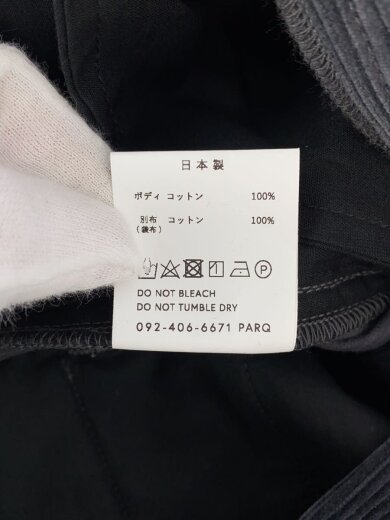 日本製
ボディ コットン 100%
別布 コットン 100%
(袋布)
DO NOT BLEACH
DO NOT TUMBLE DRY
092-406-6671 PARQ